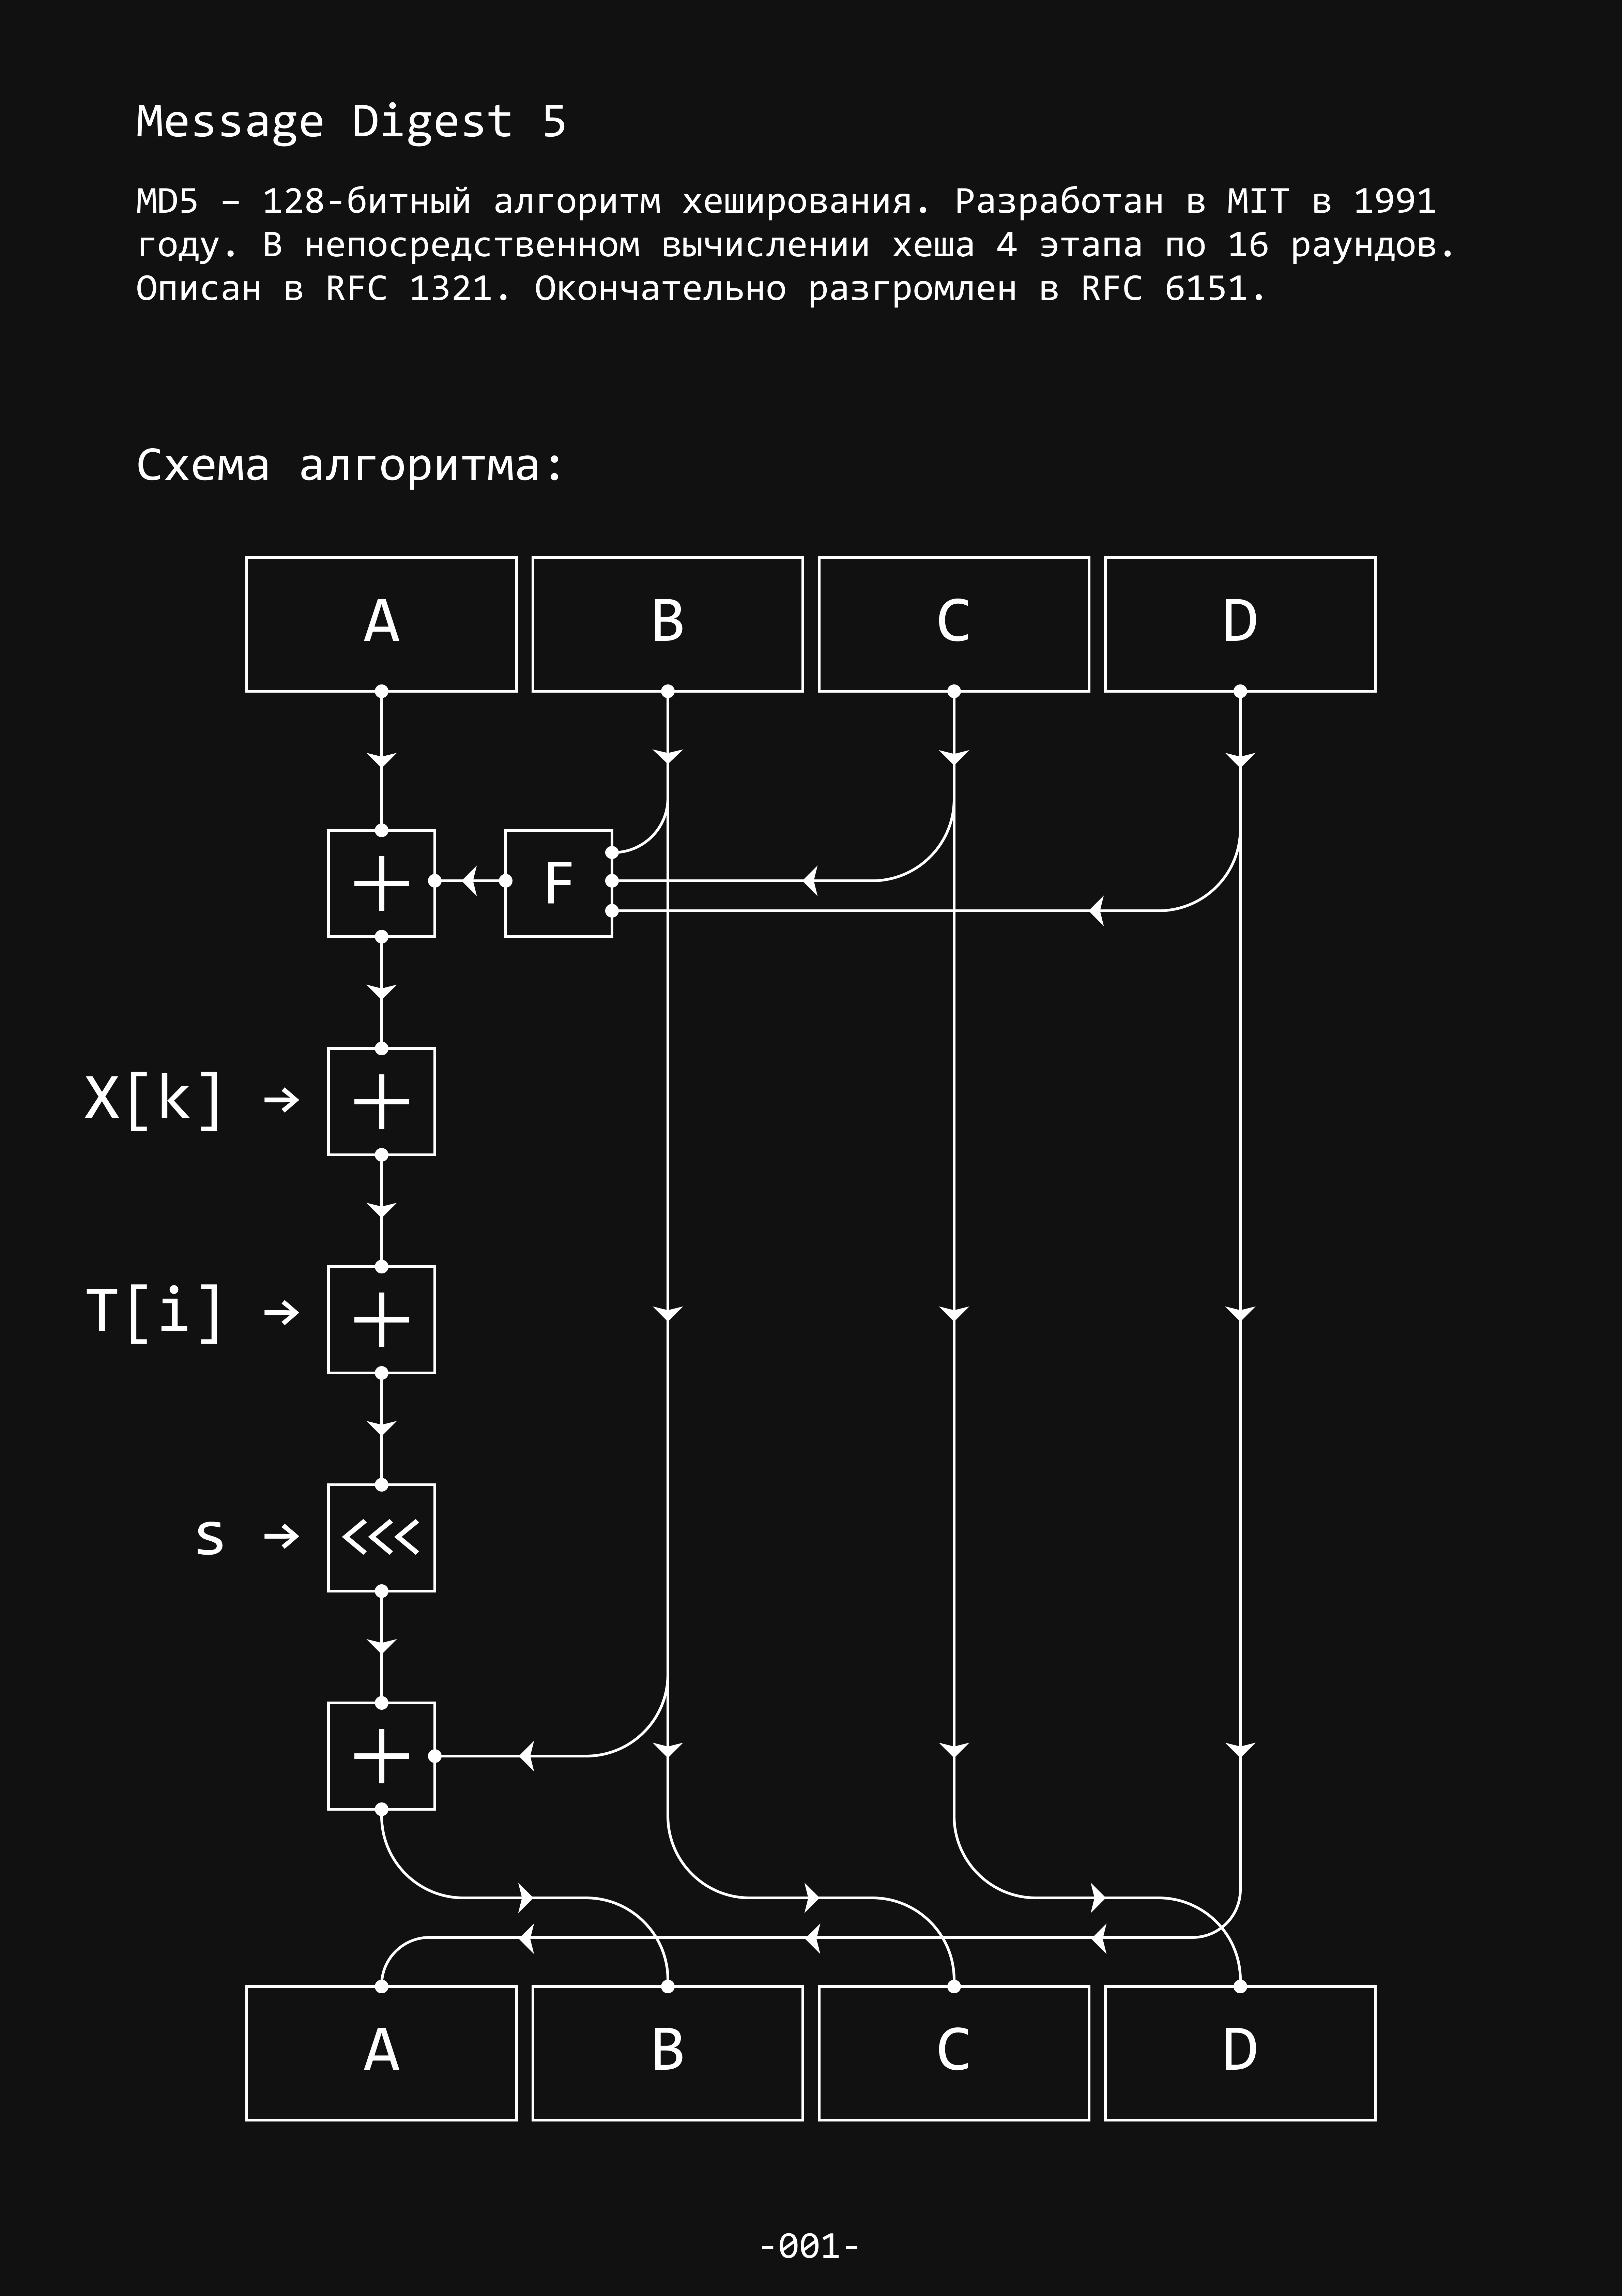 Message Digest 5
MD5 – 128-битный алгоритм хеширования. Разработан в MIT в 1991
году. В непосредственном вычислении хеша 4 этапа по 16 раундов.
Описан в RFC 1321. Окончательно разгромлен в RFC 6151.
Схема алгоритма:
A B C D
+ F
X[k] → +
T[i] → +
s → <<<
+
A B C D
-001-